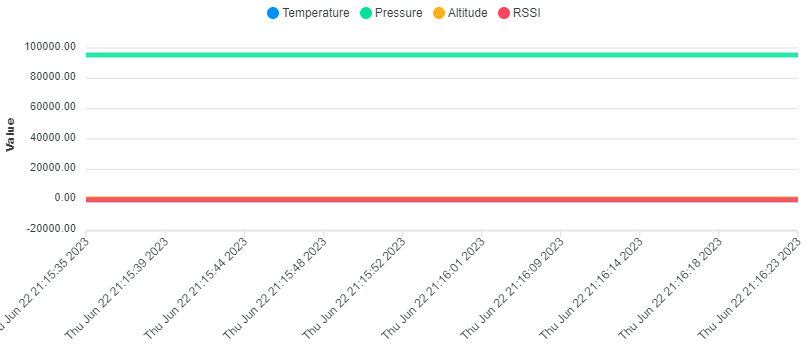 Temperature Pressure Altitude RSSI
100000.00
80000.00
60000.00
40000.00
20000.00
0.00
-20000.00
Value
Jun 22 21:15:35 2023
Thu Jun 22 21:15:39 2023
Thu Jun 22 21:15:44 2023
Thu Jun 22 21:15:48 2023
Thu Jun 22 21:15:52 2023
Thu Jun 22 21:16:01 2023
Thu Jun 22 21:16:09 2023
Thu Jun 22 21:16:14 2023
Thu Jun 22 21:16:18 2023
Thu Jun 22 21:16:23 2023